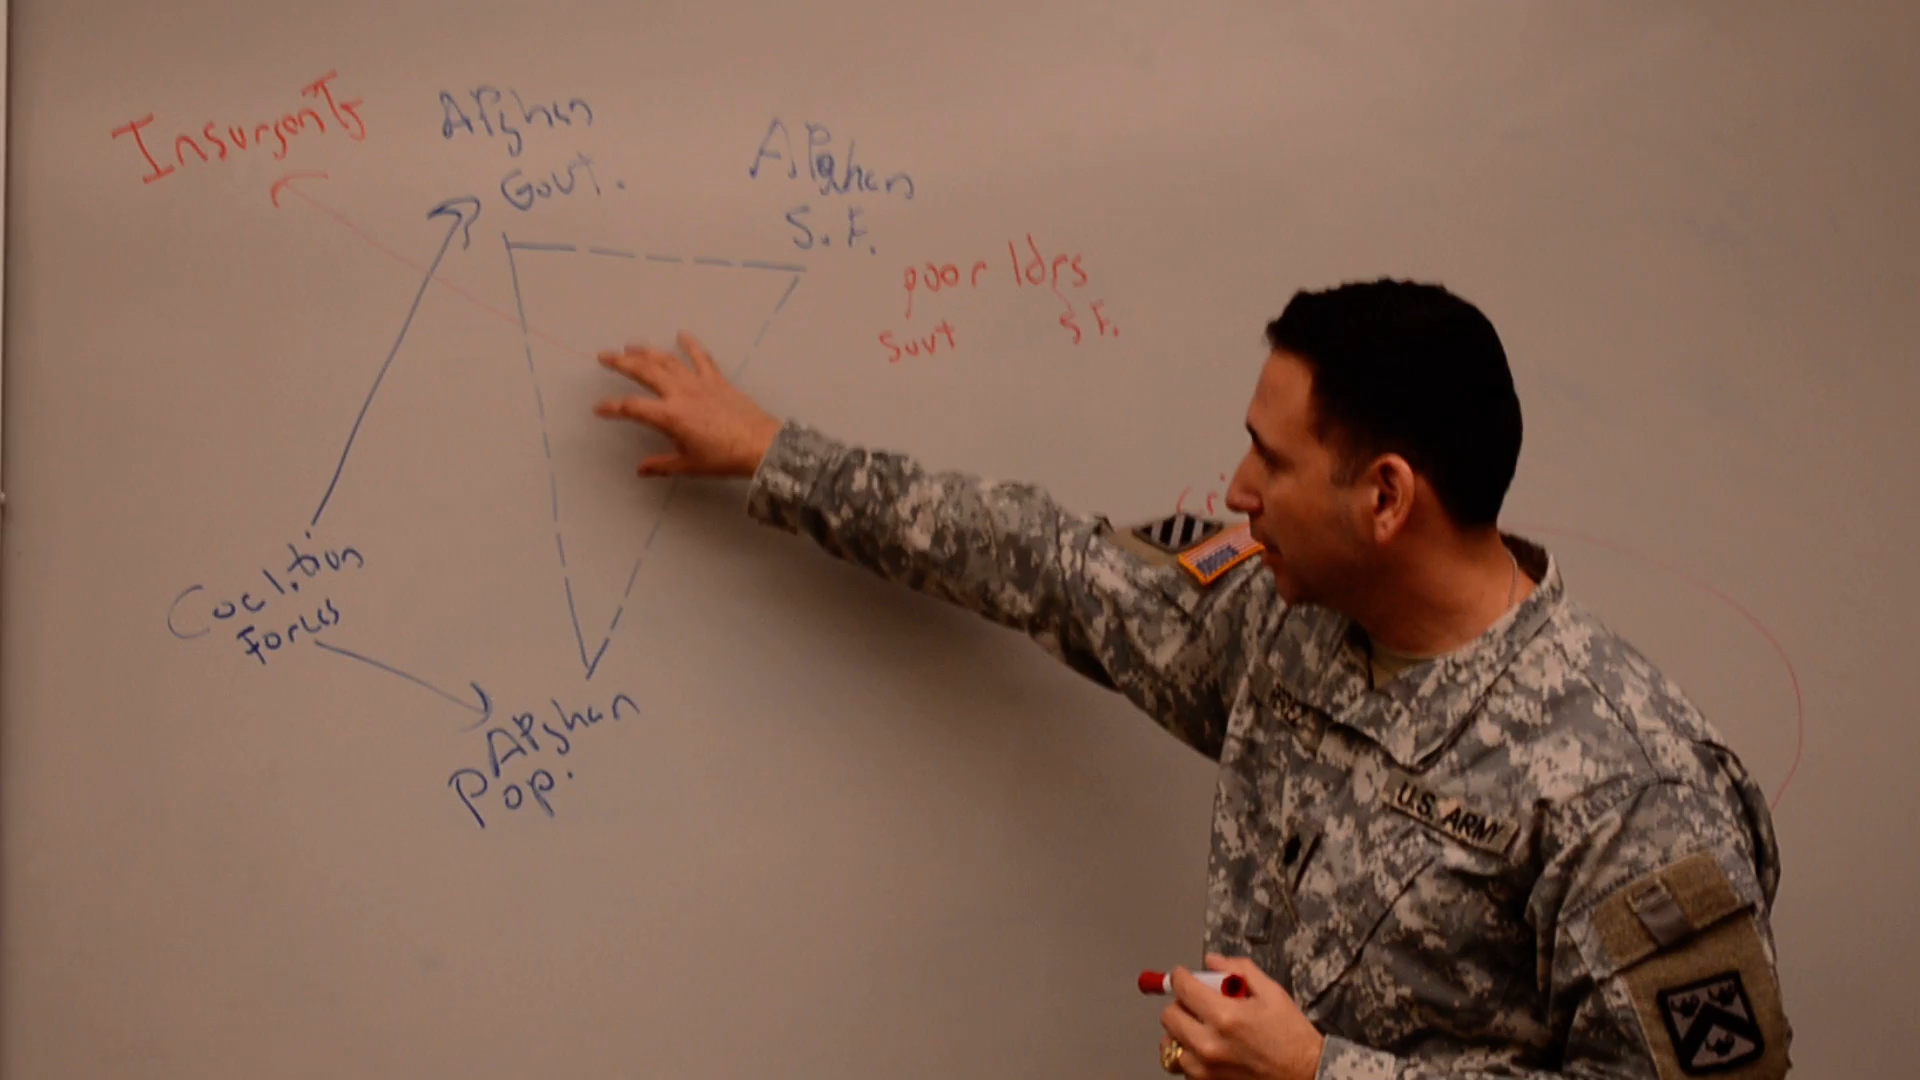 Insurgents
Afghan
Govt.
Afghan
S.F.
poor ldrs
Govt S.F.
Coalition
Forces
Afghan
Pop.
U.S. ARMY